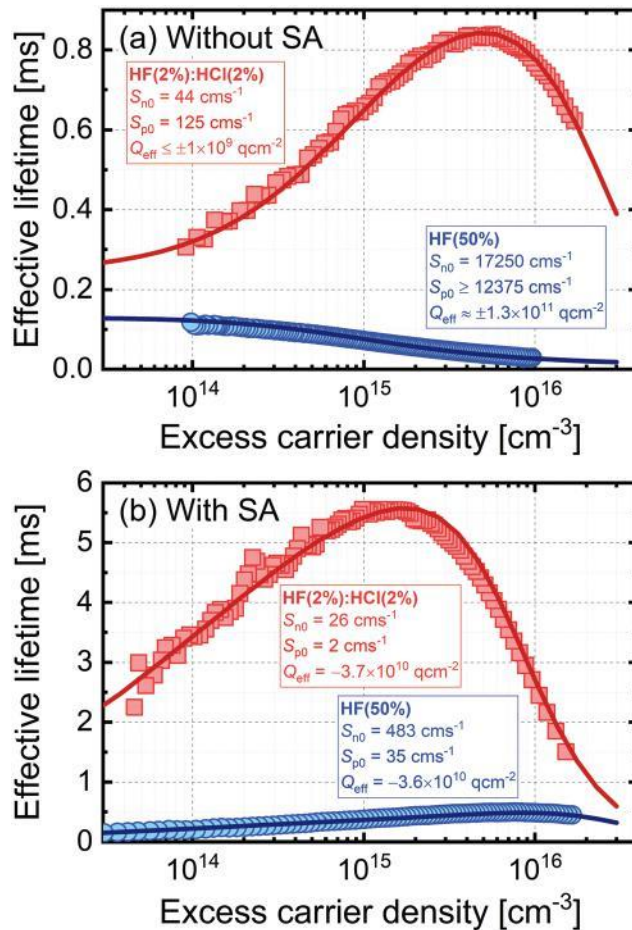 (a) Without SA
HF(2%):HCl(2%)
Sₙ₀ = 44 cms⁻¹
Sₚ₀ = 125 cms⁻¹
Q_eff ≤ ±1×10⁹ qcm⁻²
HF(50%)
Sₙ₀ = 17250 cms⁻¹
Sₚ₀ ≥ 12375 cms⁻¹
Q_eff ≈ ±1.3×10¹¹ qcm⁻²
Effective lifetime [ms]
0.8
0.6
0.4
0.2
0.0
10¹⁴ 10¹⁵ 10¹⁶
Excess carrier density [cm⁻³]
(b) With SA
HF(2%):HCl(2%)
Sₙ₀ = 26 cms⁻¹
Sₚ₀ = 2 cms⁻¹
Q_eff = −3.7×10¹⁰ qcm⁻²
HF(50%)
Sₙ₀ = 483 cms⁻¹
Sₚ₀ = 35 cms⁻¹
Q_eff = −3.6×10¹⁰ qcm⁻²
Effective lifetime [ms]
6
5
4
3
2
1
0
10¹⁴ 10¹⁵ 10¹⁶
Excess carrier density [cm⁻³]